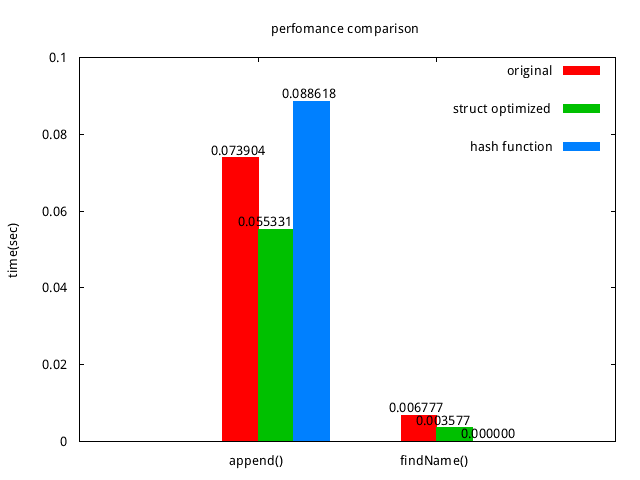 perfomance comparison
original
struct optimized
hash function
time(sec)
0.1
0.08
0.06
0.04
0.02
0
0.073904
0.055331
0.088618
0.006777
0.003577
0.000000
append()
findName()